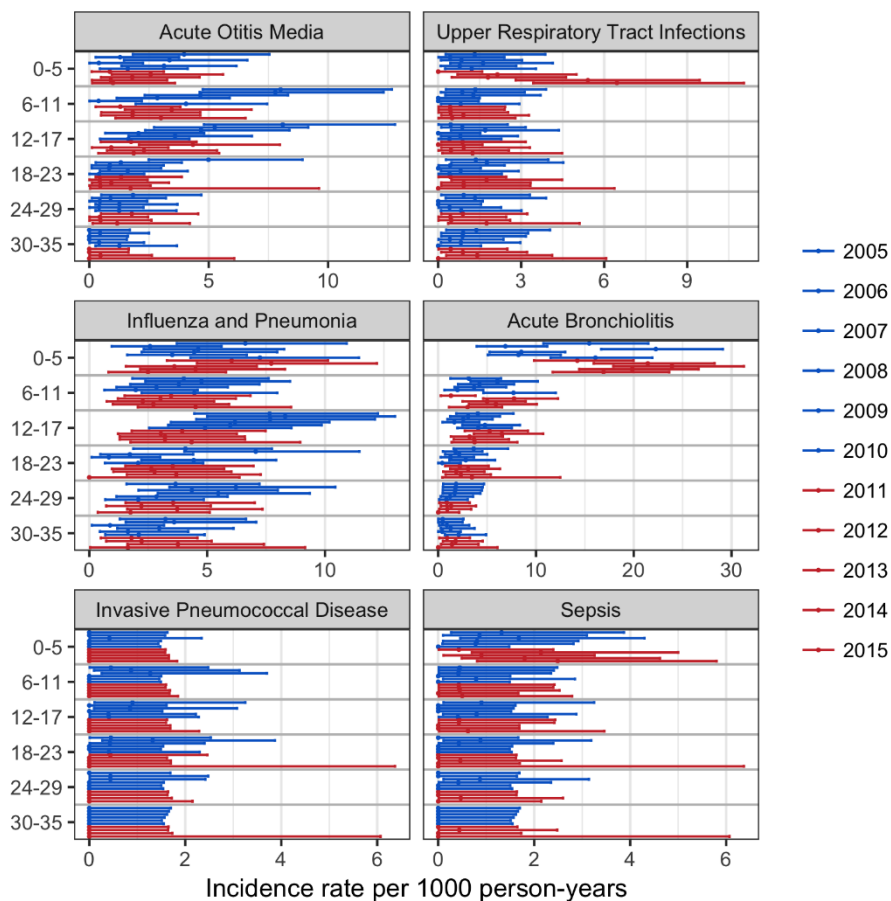 Acute Otitis Media
Upper Respiratory Tract Infections
0-5
6-11
12-17
18-23
24-29
30-35
0 5 10
0 3 6 9
Influenza and Pneumonia
Acute Bronchiolitis
0-5
6-11
12-17
18-23
24-29
30-35
0 5 10
0 10 20 30
Invasive Pneumococcal Disease
Sepsis
0-5
6-11
12-17
18-23
24-29
30-35
0 2 4 6
0 2 4 6
Incidence rate per 1000 person-years
2005
2006
2007
2008
2009
2010
2011
2012
2013
2014
2015